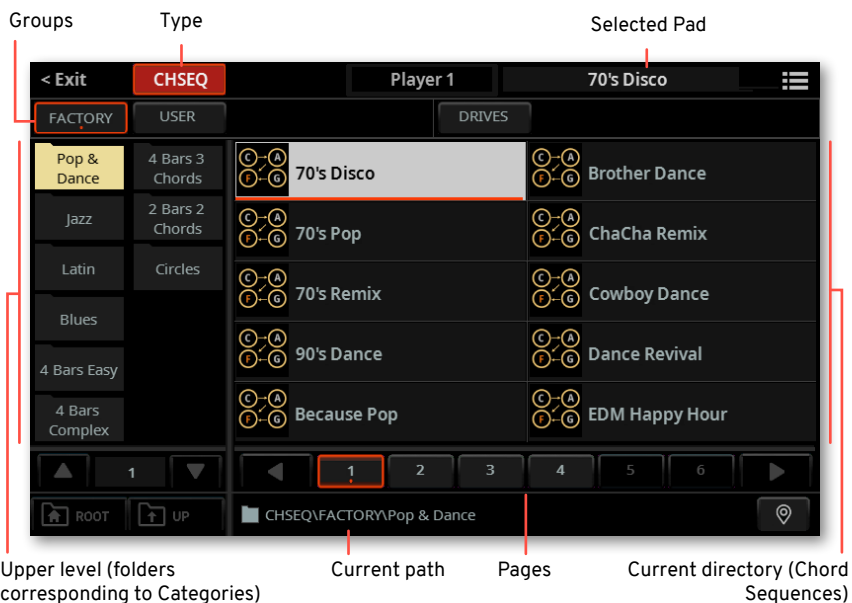 Groups
Type
Selected Pad
< Exit
CHSEQ
Player 1
70's Disco
FACTORY
USER
DRIVES
Pop &
Dance
4 Bars 3
Chords
Jazz
2 Bars 2
Chords
Latin
Circles
Blues
4 Bars Easy
4 Bars
Complex
C A
F G
70's Disco
C A
F G
Brother Dance
C A
F G
70's Pop
C A
F G
ChaCha Remix
C A
F G
70's Remix
C A
F G
Cowboy Dance
C A
F G
90's Dance
C A
F G
Dance Revival
C A
F G
Because Pop
C A
F G
EDM Happy Hour
1
1 2 3 4 5 6
ROOT
UP
CHSEQ\FACTORY\Pop & Dance
Upper level (folders
corresponding to Categories)
Current path
Pages
Current directory (Chord
Sequences)